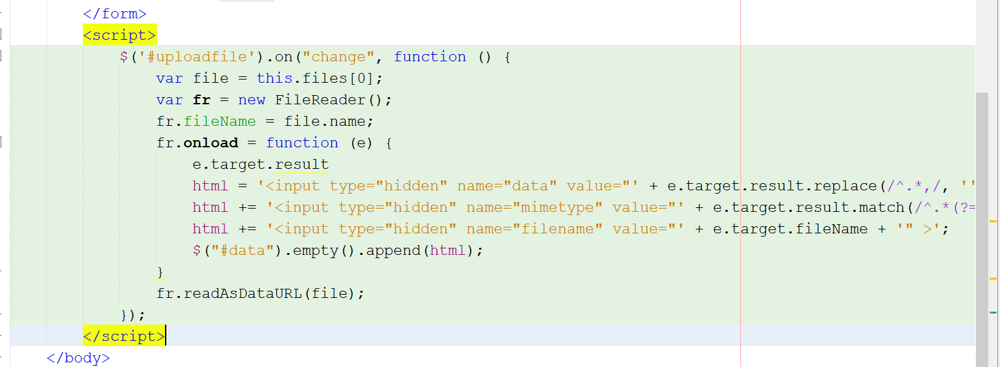 </form>
<script>
$('#uploadfile').on("change", function () {
var file = this.files[0];
var fr = new FileReader();
fr.fileName = file.name;
fr.onload = function (e) {
e.target.result
html = '<input type="hidden" name="data" value="' + e.target.result.replace(/^.*,/, ''
html += '<input type="hidden" name="mimetype" value="' + e.target.result.match(/^.*(?=
html += '<input type="hidden" name="filename" value="' + e.target.fileName + '" >';
$("#data").empty().append(html);
}
fr.readAsDataURL(file);
});
</script>
</body>